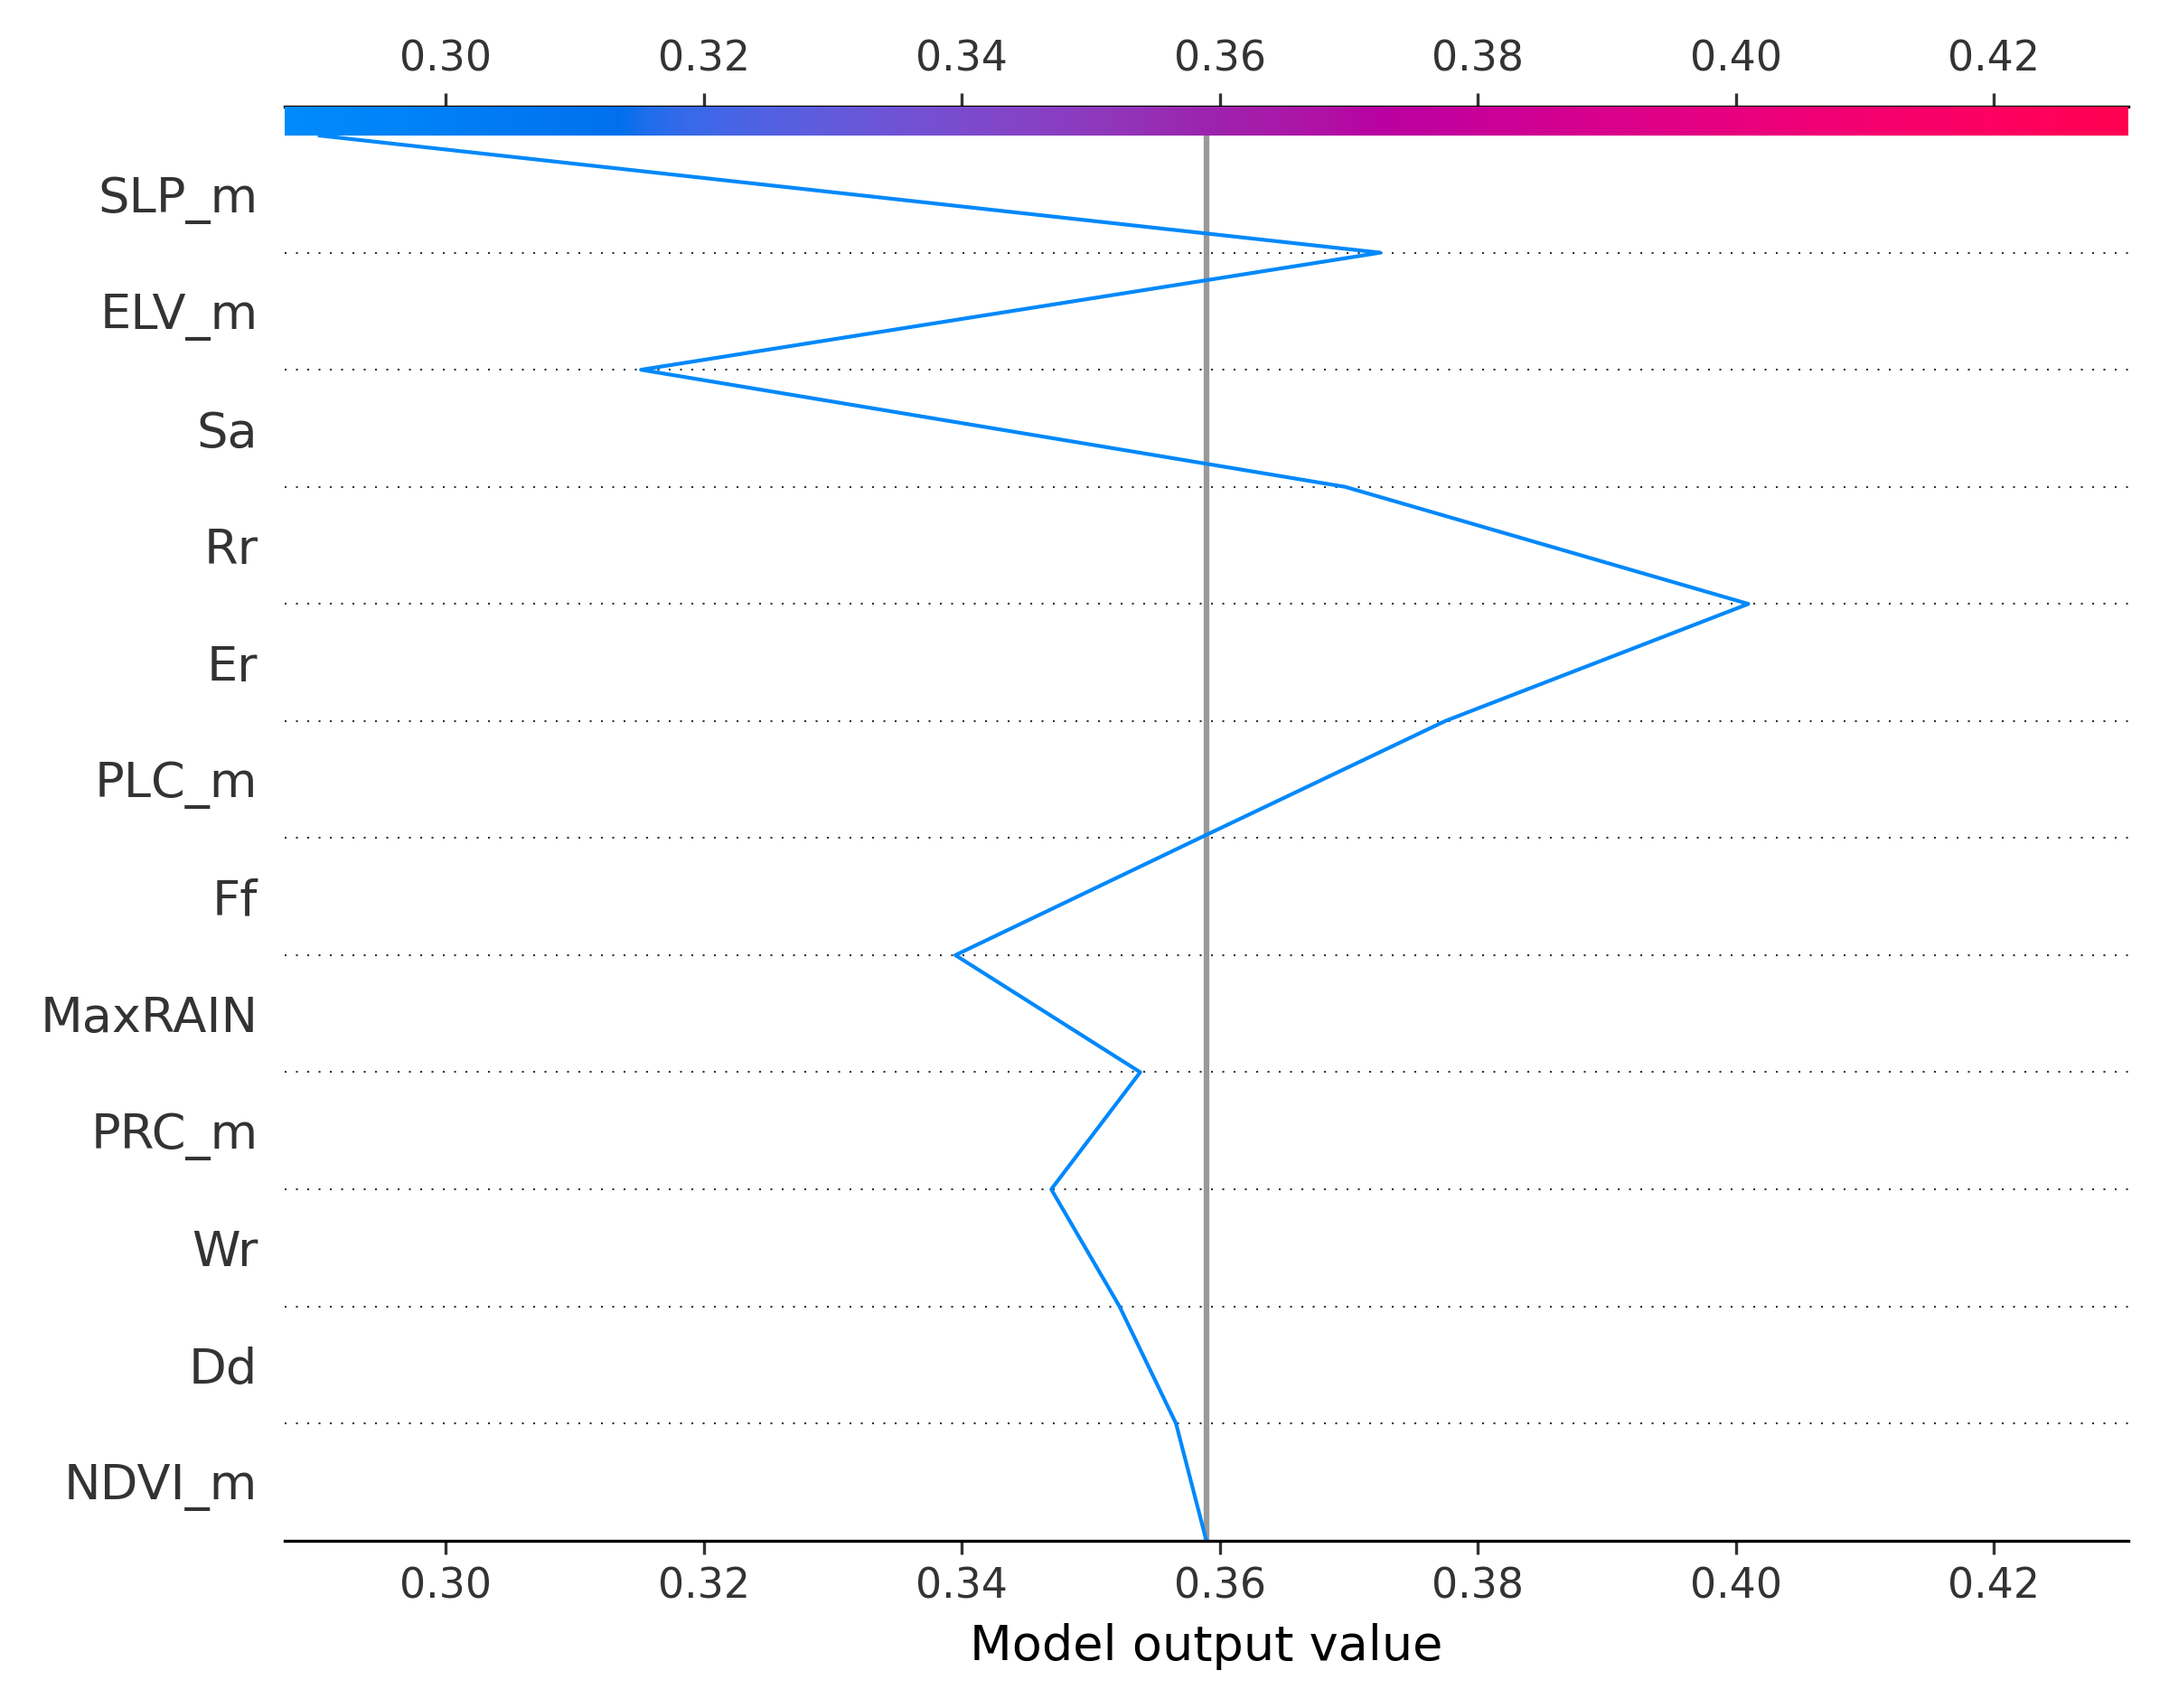 0.30 0.32 0.34 0.36 0.38 0.40 0.42
SLP_m
ELV_m
Sa
Rr
Er
PLC_m
Ff
MaxRAIN
PRC_m
Wr
Dd
NDVI_m
0.30 0.32 0.34 0.36 0.38 0.40 0.42
Model output value